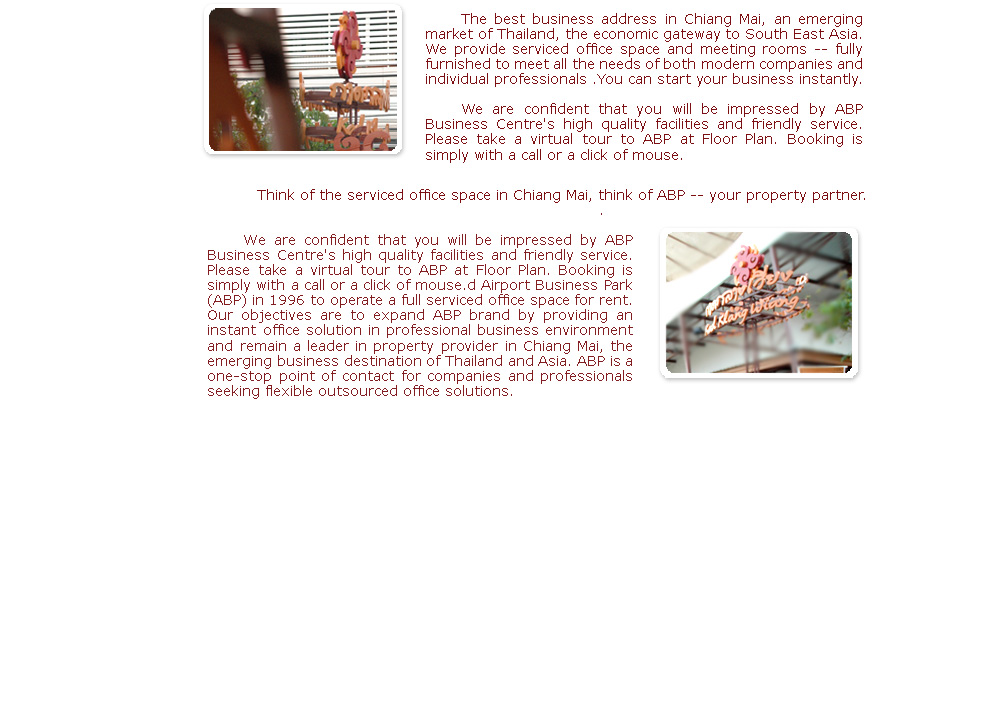 The best business address in Chiang Mai, an emerging
market of Thailand, the economic gateway to South East Asia.
We provide serviced office space and meeting rooms -- fully
furnished to meet all the needs of both modern companies and
individual professionals .You can start your business instantly.
We are confident that you will be impressed by ABP
Business Centre's high quality facilities and friendly service.
Please take a virtual tour to ABP at Floor Plan. Booking is
simply with a call or a click of mouse.
Think of the serviced office space in Chiang Mai, think of ABP -- your property partner.
.
We are confident that you will be impressed by ABP
Business Centre's high quality facilities and friendly service.
Please take a virtual tour to ABP at Floor Plan. Booking is
simply with a call or a click of mouse.d Airport Business Park
(ABP) in 1996 to operate a full serviced office space for rent.
Our objectives are to expand ABP brand by providing an
instant office solution in professional business environment
and remain a leader in property provider in Chiang Mai, the
emerging business destination of Thailand and Asia. ABP is a
one-stop point of contact for companies and professionals
seeking flexible outsourced office solutions.